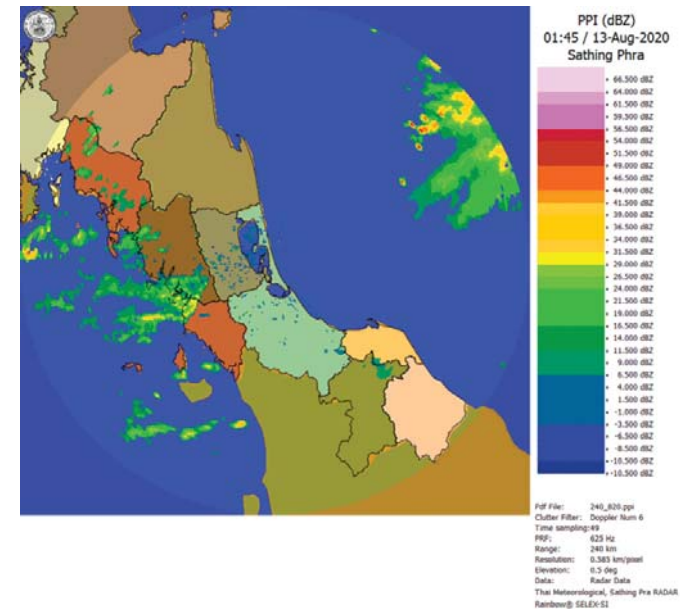 PPI (dBZ)
01:45 / 13-Aug-2020
Sathing Phra
66.500 dBZ
64.000 dBZ
61.500 dBZ
59.500 dBZ
56.500 dBZ
54.000 dBZ
51.500 dBZ
49.000 dBZ
46.500 dBZ
44.000 dBZ
41.500 dBZ
39.000 dBZ
36.500 dBZ
34.000 dBZ
31.500 dBZ
29.000 dBZ
26.500 dBZ
24.000 dBZ
21.500 dBZ
19.000 dBZ
16.500 dBZ
14.000 dBZ
11.500 dBZ
9.000 dBZ
6.500 dBZ
4.000 dBZ
1.500 dBZ
-1.000 dBZ
-3.500 dBZ
-6.500 dBZ
-8.500 dBZ
-10.500 dBZ
-10.500 dBZ
Pdf File: 240_820.ppi
Clutter Filter: Doppler Num 6
Time sampling:49
PRF: 625 Hz
Range: 240 km
Resolution: 0.585 km/pixel
Elevation: 0.5 deg
Data: Radar Data
Thai Meteorological, Sathing Pra RADAR
Rainbow® SELEX-SI